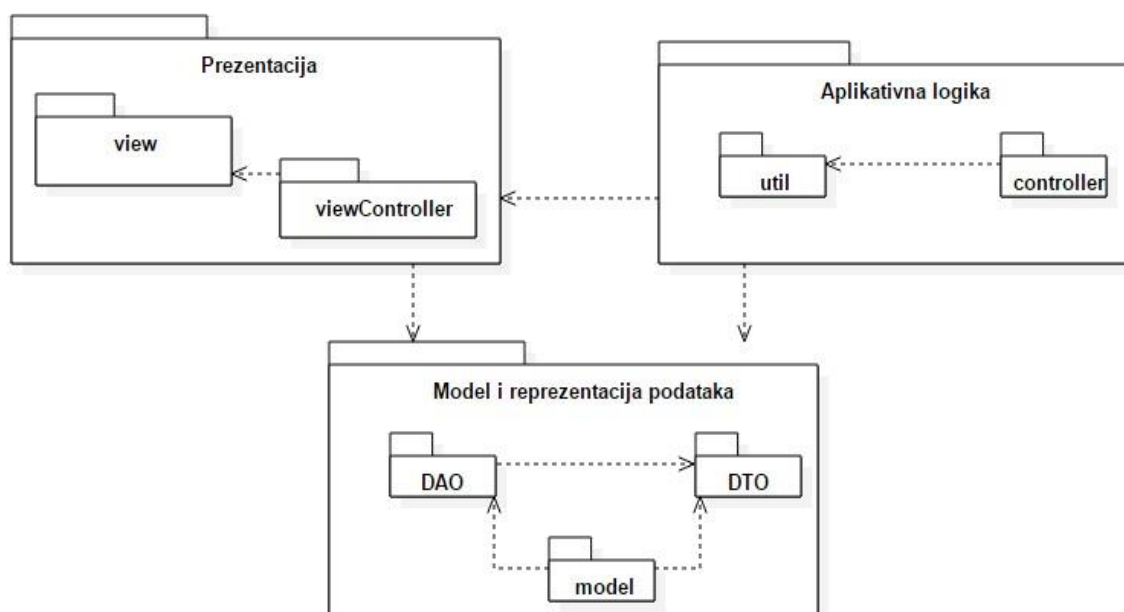 Prezentacija
view
viewController
Aplikativna logika
util
controller
Model i reprezentacija podataka
DAO
DTO
model